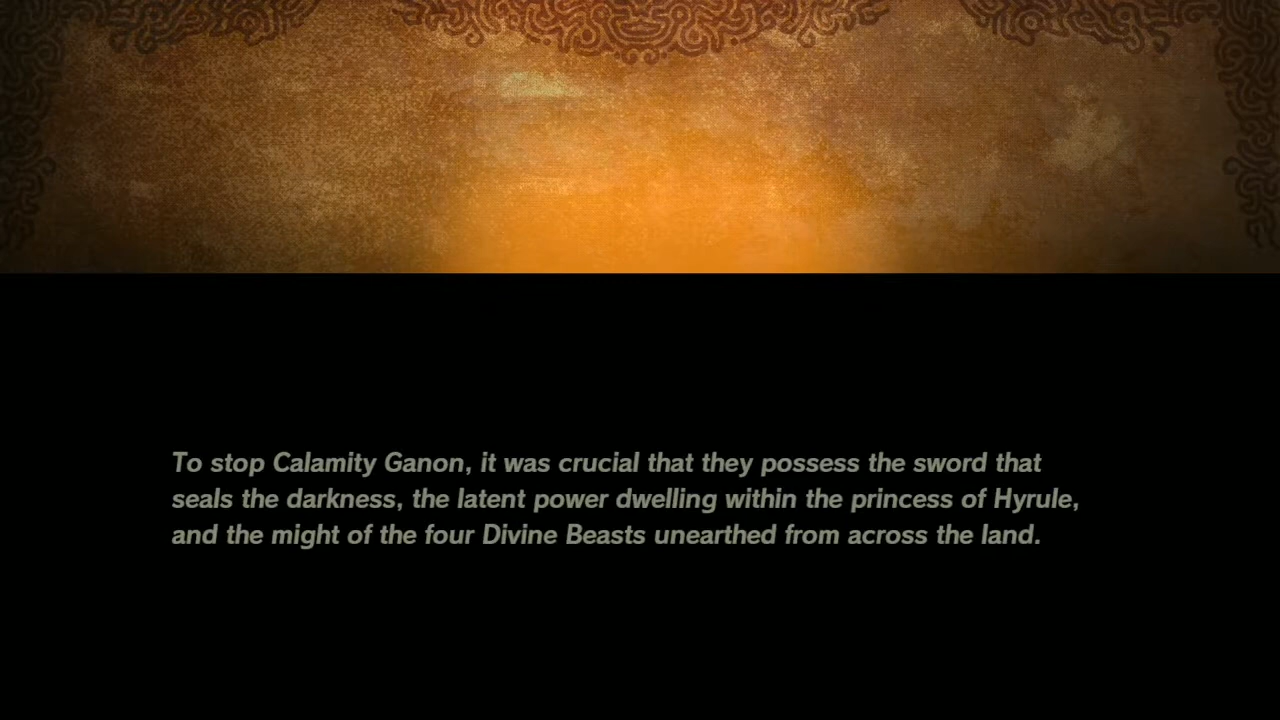 To stop Calamity Ganon, it was crucial that they possess the sword that
seals the darkness, the latent power dwelling within the princess of Hyrule,
and the might of the four Divine Beasts unearthed from across the land.